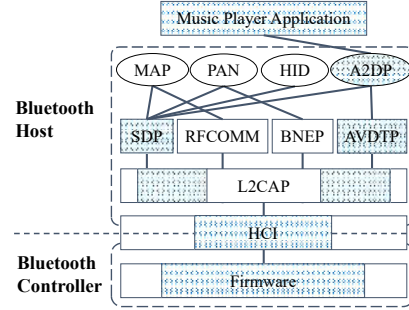 Music Player Application
MAP PAN HID A2DP
Bluetooth
Host
SDP RFCOMM BNEP AVDTP
L2CAP
HCI
Bluetooth
Controller
Firmware